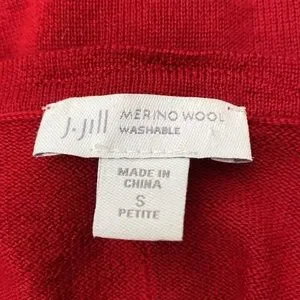 J.Jill MERINO WOOL
WASHABLE
MADE IN
CHINA
S
PETITE